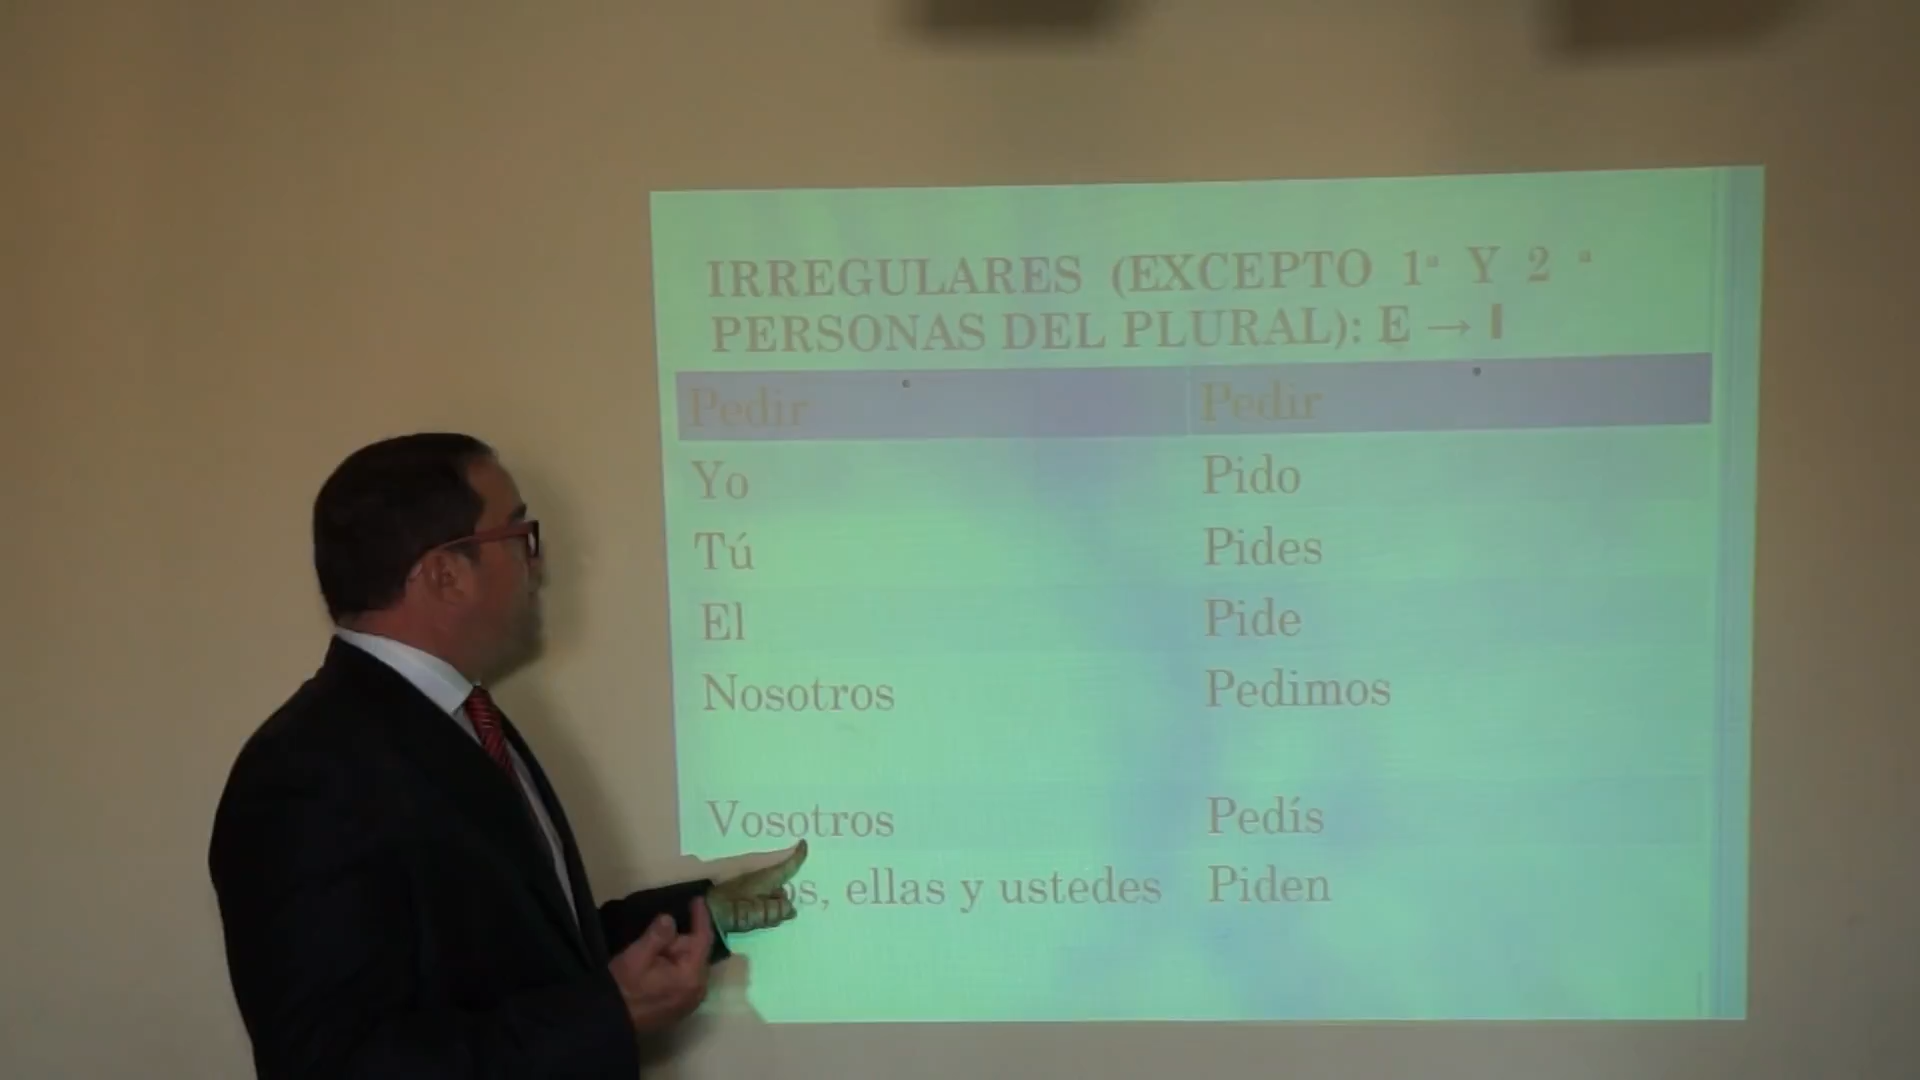 IRREGULARES (EXCEPTO 1ª Y 2 ª
PERSONAS DEL PLURAL): E → I
Pedir Pedir
Yo Pido
Tú Pides
El Pide
Nosotros Pedimos
Vosotros Pedís
ellas y ustedes Piden